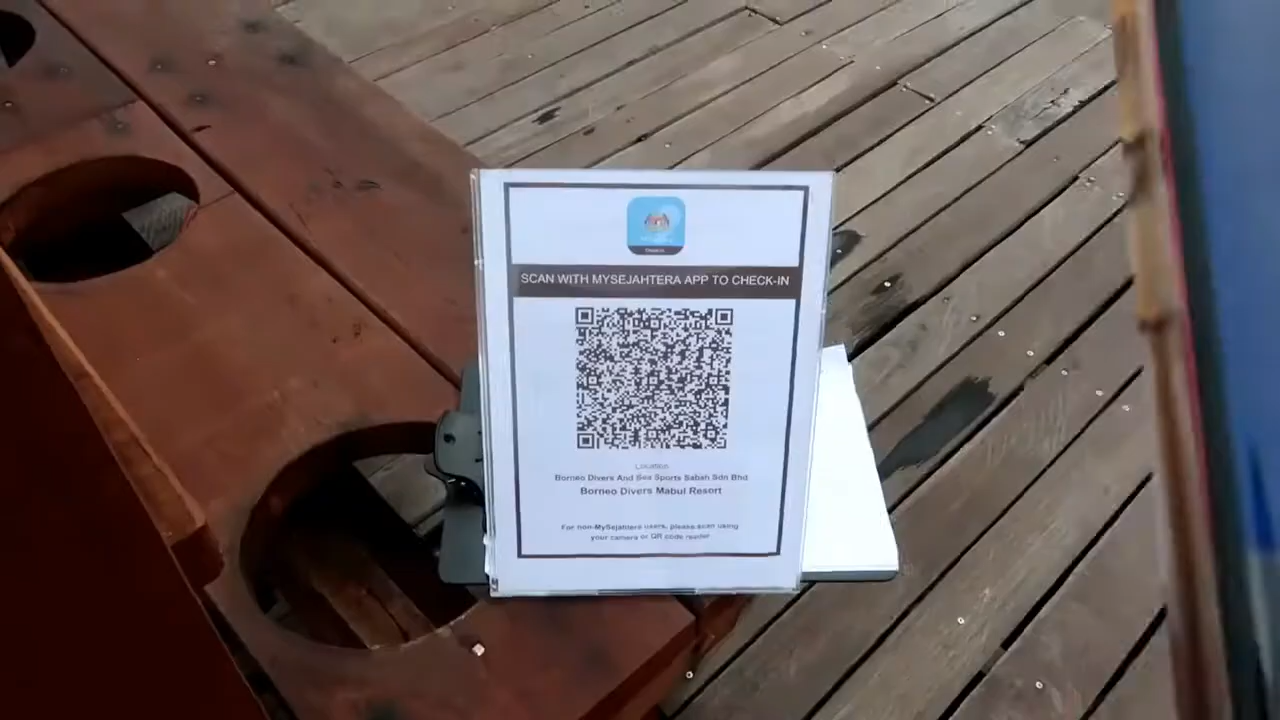 SCAN WITH MYSEJAHTERA APP TO CHECK-IN
Location
Borneo Divers And Sea Sports Sabah Sdn Bhd
Borneo Divers Mabul Resort
For non-MySejahtera users, please scan using
your camera or QR code reader